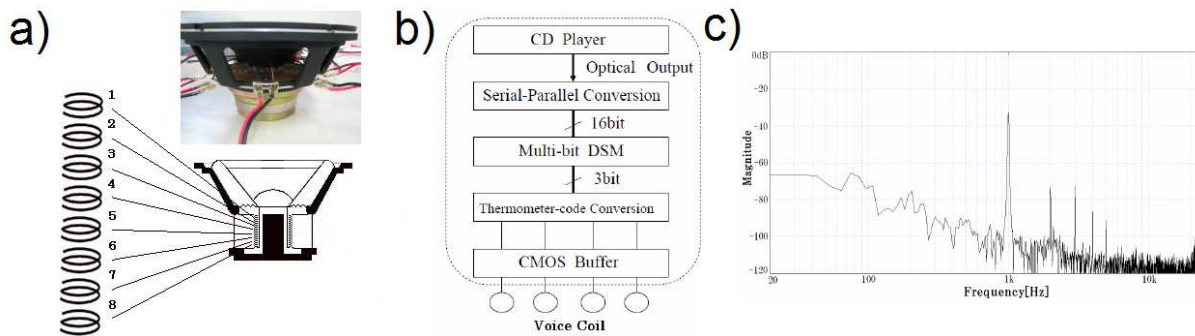 a)
1
2
3
4
5
6
7
8
b)
CD Player
Optical Output
Serial-Parallel Conversion
16bit
Multi-bit DSM
3bit
Thermometer-code Conversion
CMOS Buffer
Voice Coil
c)
0dB
-20
-40
-60
-80
-100
-120
Magnitude
20
100
1k
10k
Frequency[Hz]